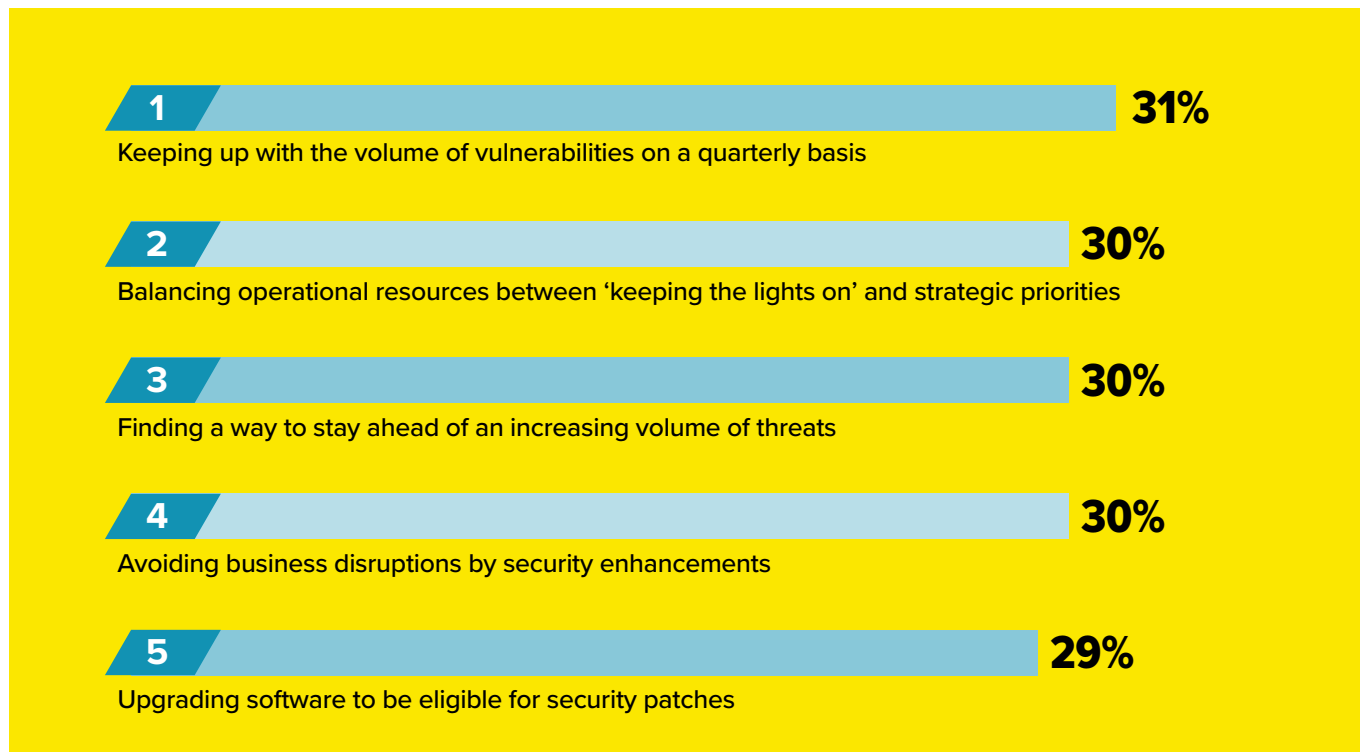 1
31%
Keeping up with the volume of vulnerabilities on a quarterly basis
2
30%
Balancing operational resources between ‘keeping the lights on’ and strategic priorities
3
30%
Finding a way to stay ahead of an increasing volume of threats
4
30%
Avoiding business disruptions by security enhancements
5
29%
Upgrading software to be eligible for security patches